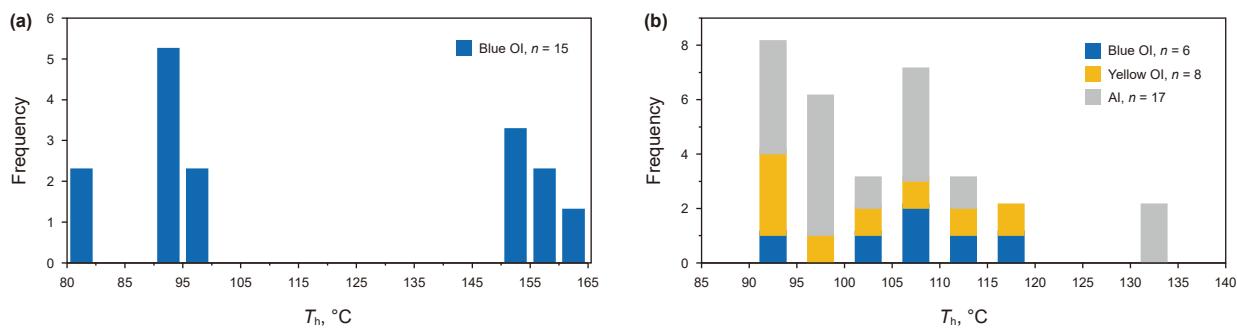 (a)
Frequency
6
5
4
3
2
1
0
Blue OI, n = 15
80 85 95 105 115 125 135 145 155 165
Th, °C
(b)
Frequency
8
6
4
2
0
Blue OI, n = 6
Yellow OI, n = 8
AI, n = 17
85 90 95 100 105 110 115 120 125 130 135 140
Th, °C